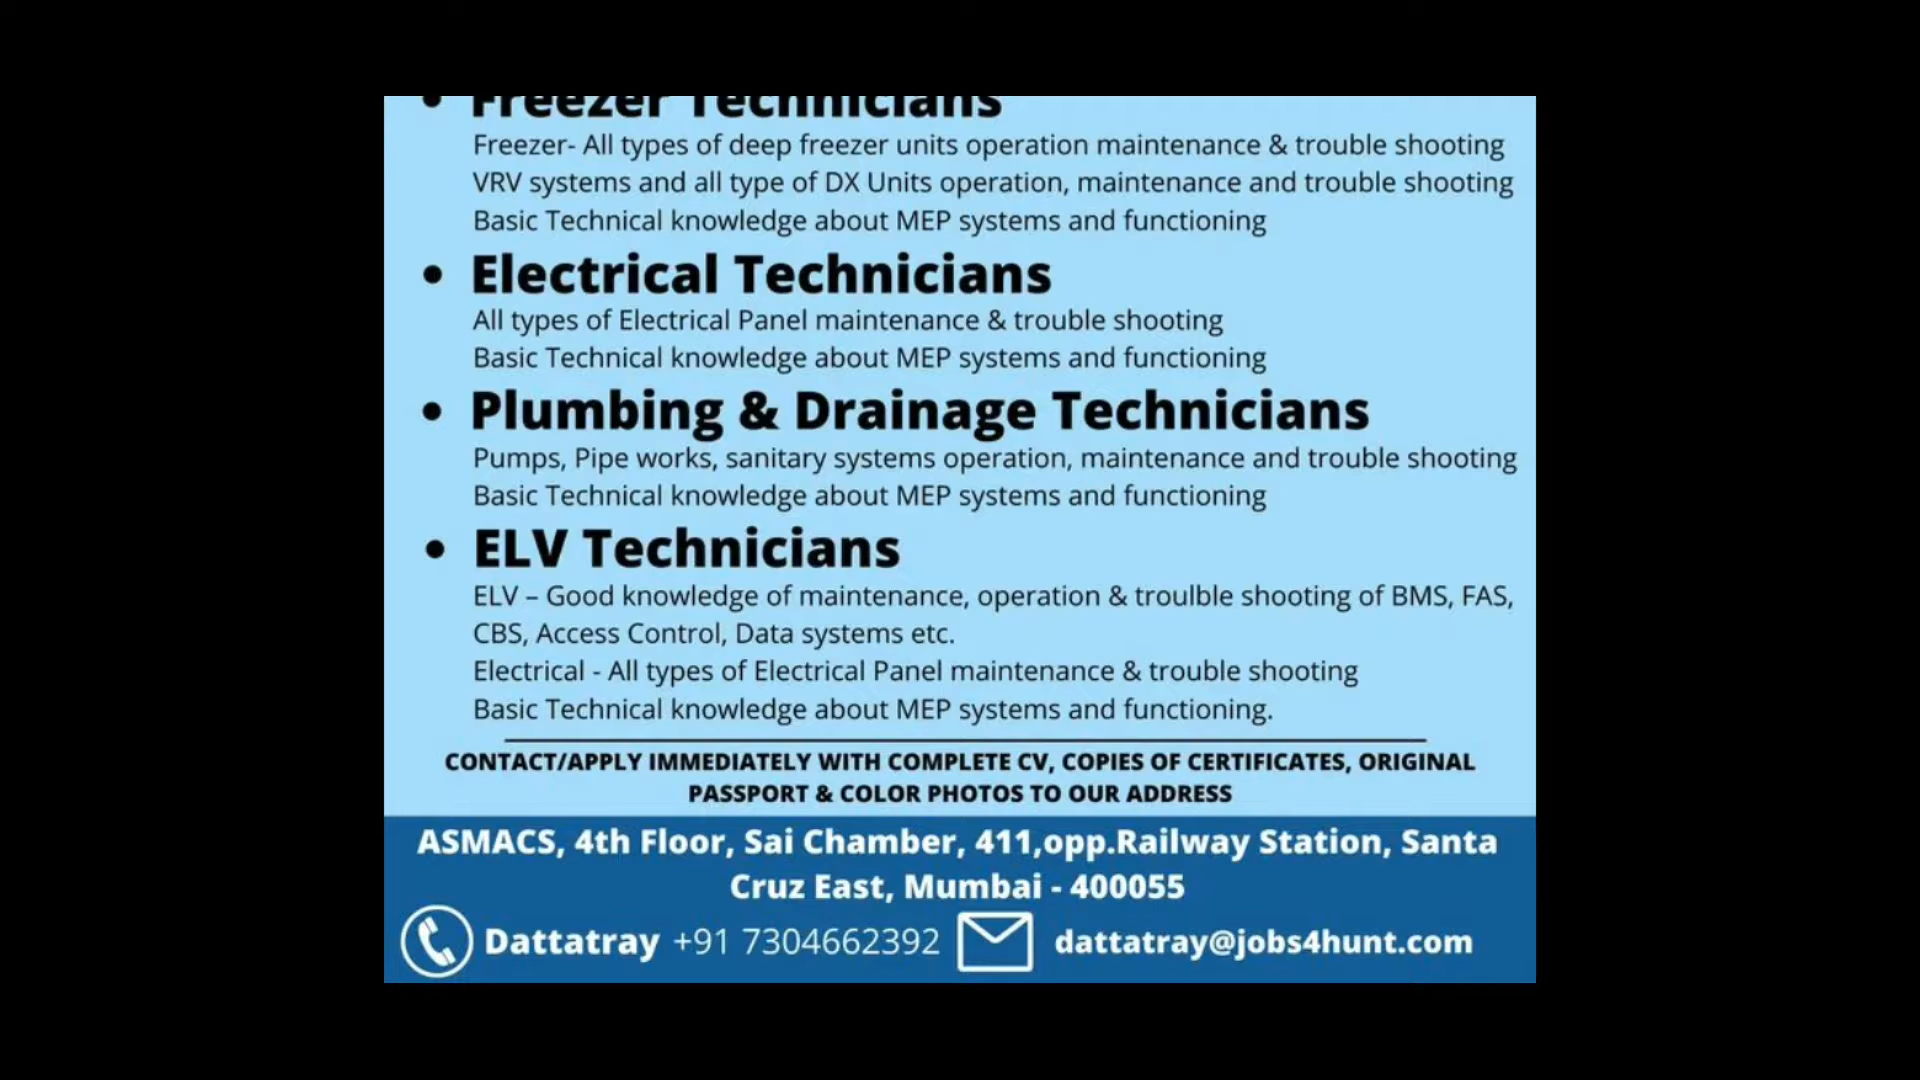 • Freezer Technicians
Freezer- All types of deep freezer units operation maintenance & trouble shooting
VRV systems and all type of DX Units operation, maintenance and trouble shooting
Basic Technical knowledge about MEP systems and functioning
• Electrical Technicians
All types of Electrical Panel maintenance & trouble shooting
Basic Technical knowledge about MEP systems and functioning
• Plumbing & Drainage Technicians
Pumps, Pipe works, sanitary systems operation, maintenance and trouble shooting
Basic Technical knowledge about MEP systems and functioning
• ELV Technicians
ELV – Good knowledge of maintenance, operation & troulble shooting of BMS, FAS,
CBS, Access Control, Data systems etc.
Electrical - All types of Electrical Panel maintenance & trouble shooting
Basic Technical knowledge about MEP systems and functioning.
CONTACT/APPLY IMMEDIATELY WITH COMPLETE CV, COPIES OF CERTIFICATES, ORIGINAL
PASSPORT & COLOR PHOTOS TO OUR ADDRESS
ASMACS, 4th Floor, Sai Chamber, 411,opp.Railway Station, Santa
Cruz East, Mumbai - 400055
Dattatray +91 7304662392 dattatray@jobs4hunt.com